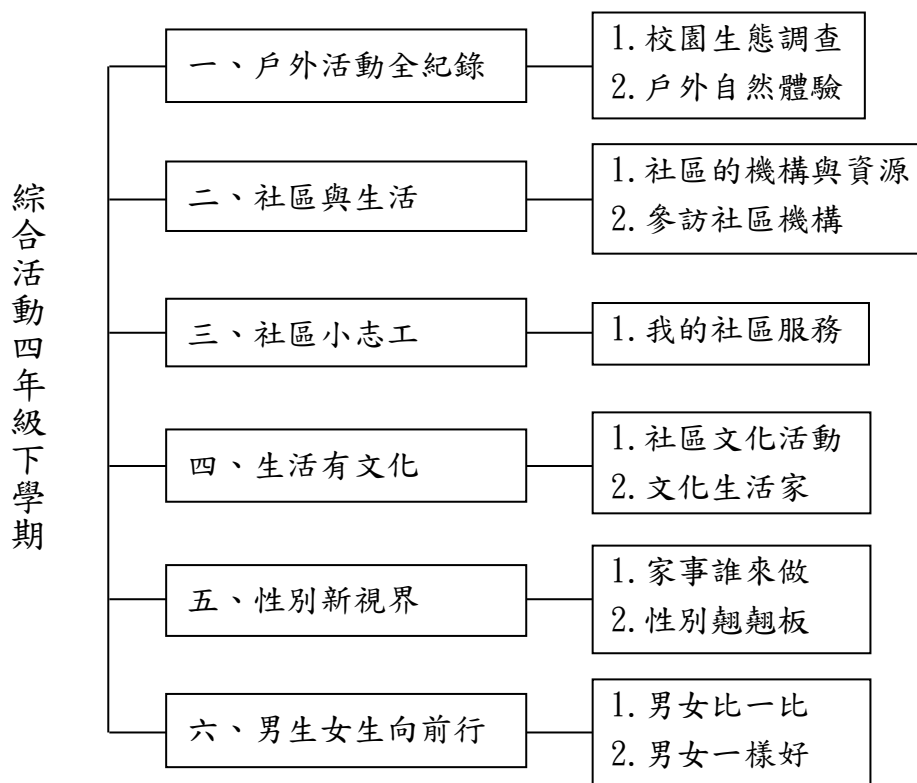 綜合活動四年級下學期
一、戶外活動全紀錄
1.校園生態調查
2.戶外自然體驗
二、社區與生活
1.社區的機構與資源
2.參訪社區機構
三、社區小志工
1.我的社區服務
四、生活有文化
1.社區文化活動
2.文化生活家
五、性別新視界
1.家事誰來做
2.性別翹翹板
六、男生女生向前行
1.男女比一比
2.男女一樣好